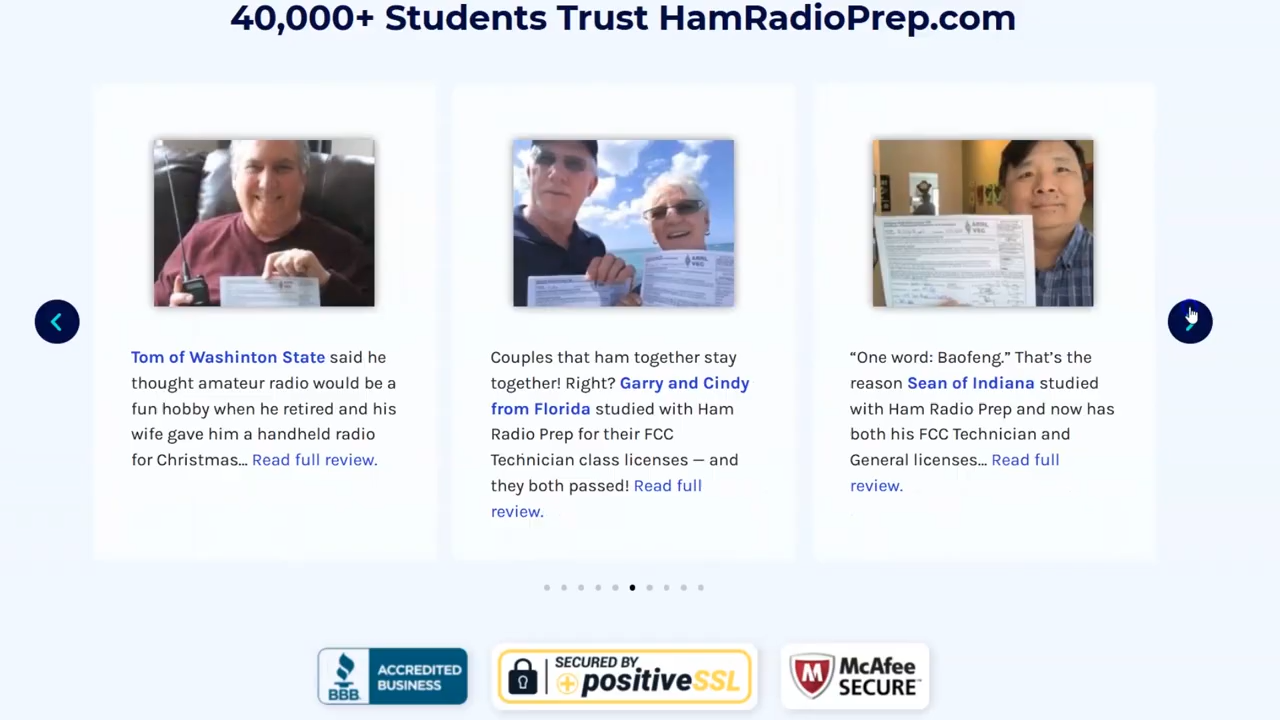 40,000+ Students Trust HamRadioPrep.com
Tom of Washinton State said he
thought amateur radio would be a
fun hobby when he retired and his
wife gave him a handheld radio
for Christmas... Read full review.
Couples that ham together stay
together! Right? Garry and Cindy
from Florida studied with Ham
Radio Prep for their FCC
Technician class licenses — and
they both passed! Read full
review.
“One word: Baofeng.” That’s the
reason Sean of Indiana studied
with Ham Radio Prep and now has
both his FCC Technician and
General licenses... Read full
review.
ARRL
VEC
ARRL
VEC
BBB
ACCREDITED
BUSINESS
SECURED BY
positiveSSL
McAfee
SECURE™